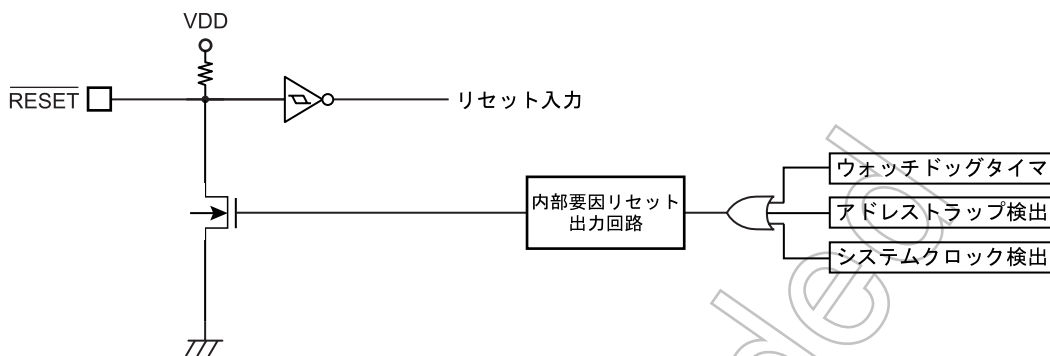 VDD
RESET
リセット入力
ウォッチドッグタイマ
内部要因リセット
出力回路
アドレストラップ検出
システムクロック検出
ded